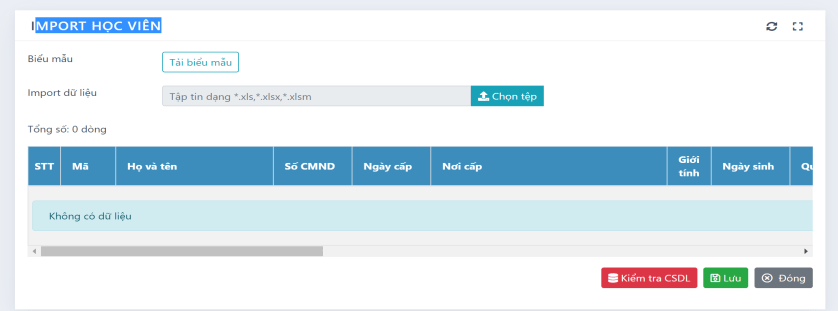 IMPORT HỌC VIÊN
Biểu mẫu
Tải biểu mẫu
Import dữ liệu
Tập tin dạng *.xls,*.xlsx,*.xlsm
Chọn tệp
Tổng số: 0 dòng
STT Mã Họ và tên Số CMND Ngày cấp Nơi cấp Giới tính Ngày sinh Qu
Không có dữ liệu
Kiểm tra CSDL Lưu Đóng